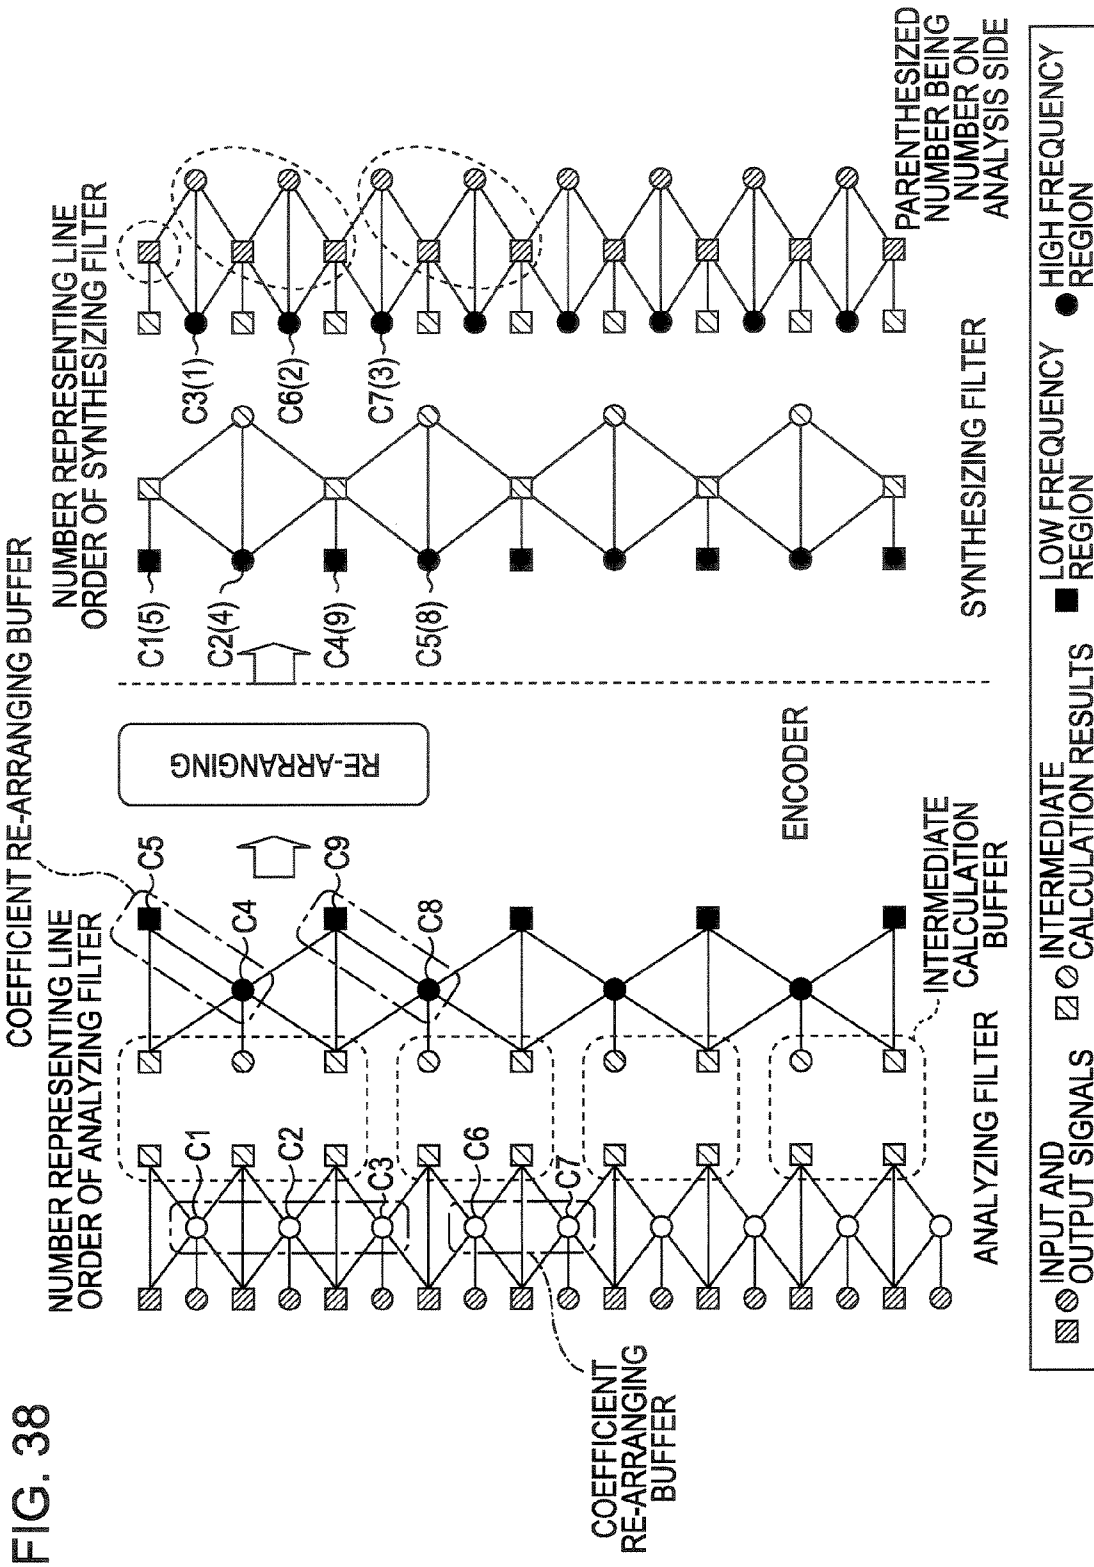 FIG. 38
COEFFICIENT RE-ARRANGING BUFFER
NUMBER REPRESENTING LINE
ORDER OF ANALYZING FILTER
C1
C2
C3
C6
C7
C5
C4
C9
C8
COEFFICIENT
RE-ARRANGING
BUFFER
ANALYZING FILTER
INTERMEDIATE
CALCULATION
BUFFER
RE-ARRANGING
ENCODER
NUMBER REPRESENTING LINE
ORDER OF SYNTHESIZING FILTER
C1(5)
C2(4)
C4(9)
C5(8)
C3(1)
C6(2)
C7(3)
SYNTHESIZING FILTER
PARENTHESIZED
NUMBER BEING
NUMBER ON
ANALYSIS SIDE
INPUT AND
OUTPUT SIGNALS
INTERMEDIATE
CALCULATION RESULTS
LOW FREQUENCY
REGION
HIGH FREQUENCY
REGION